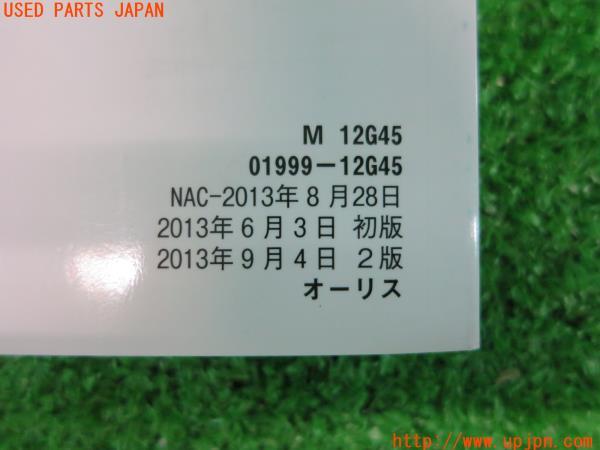 USED PARTS JAPAN
M 12G45
01999-12G45
NAC-2013年8月28日
2013年6月3日 初版
2013年9月4日 2版
オーリス
http://www-upjpn.com/